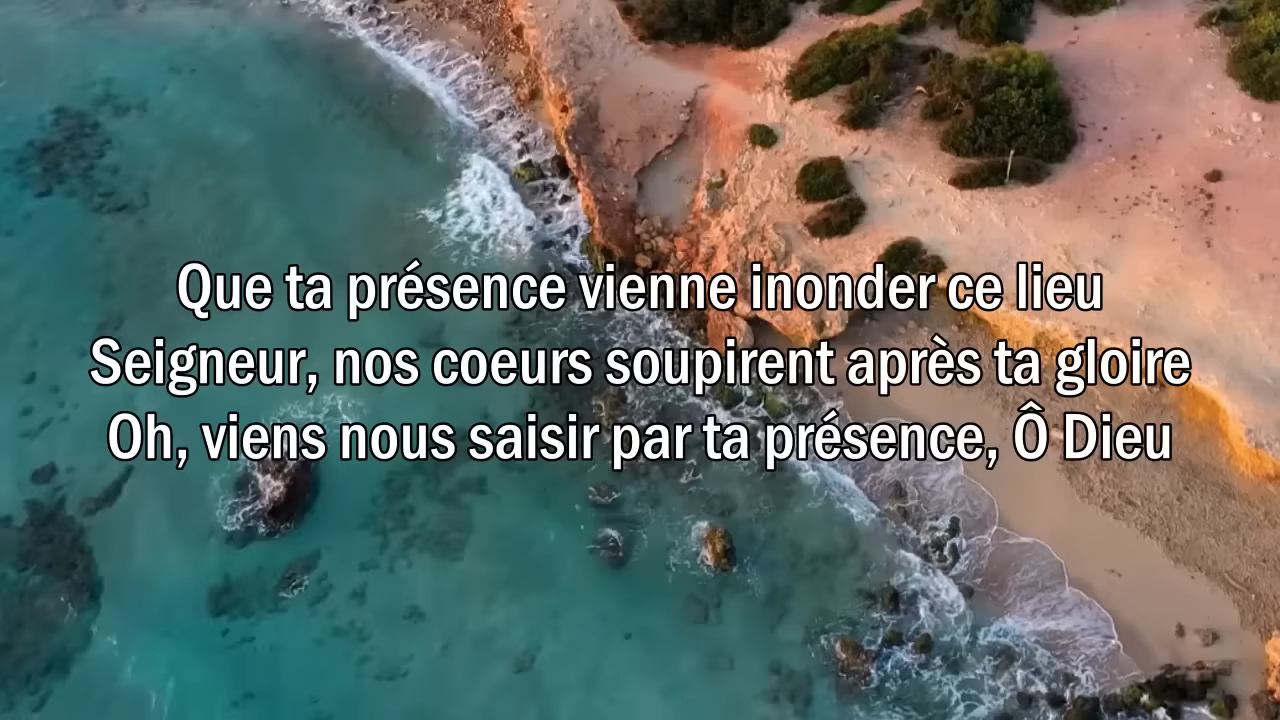 Que ta présence vienne inonder ce lieu
Seigneur, nos coeurs soupirent après ta gloire
Oh, viens nous saisir par ta présence, Ô Dieu